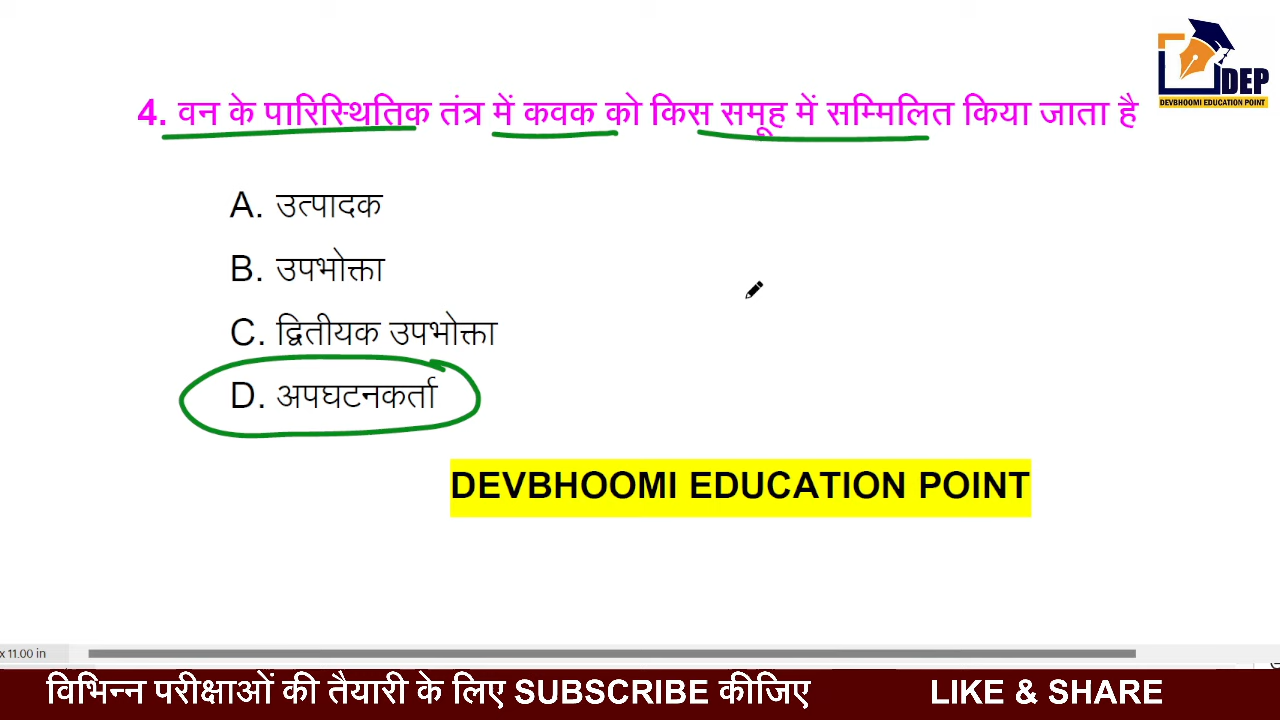 DEP
DEVBHOOMI EDUCATION POINT
4. वन के पारिस्थितिक तंत्र में कवक को किस समूह में सम्मिलित किया जाता है
A. उत्पादक
B. उपभोक्ता
C. द्वितीयक उपभोक्ता
D. अपघटनकर्ता
DEVBHOOMI EDUCATION POINT
x 11.00 in
विभिन्न परीक्षाओं की तैयारी के लिए SUBSCRIBE कीजिए LIKE & SHARE